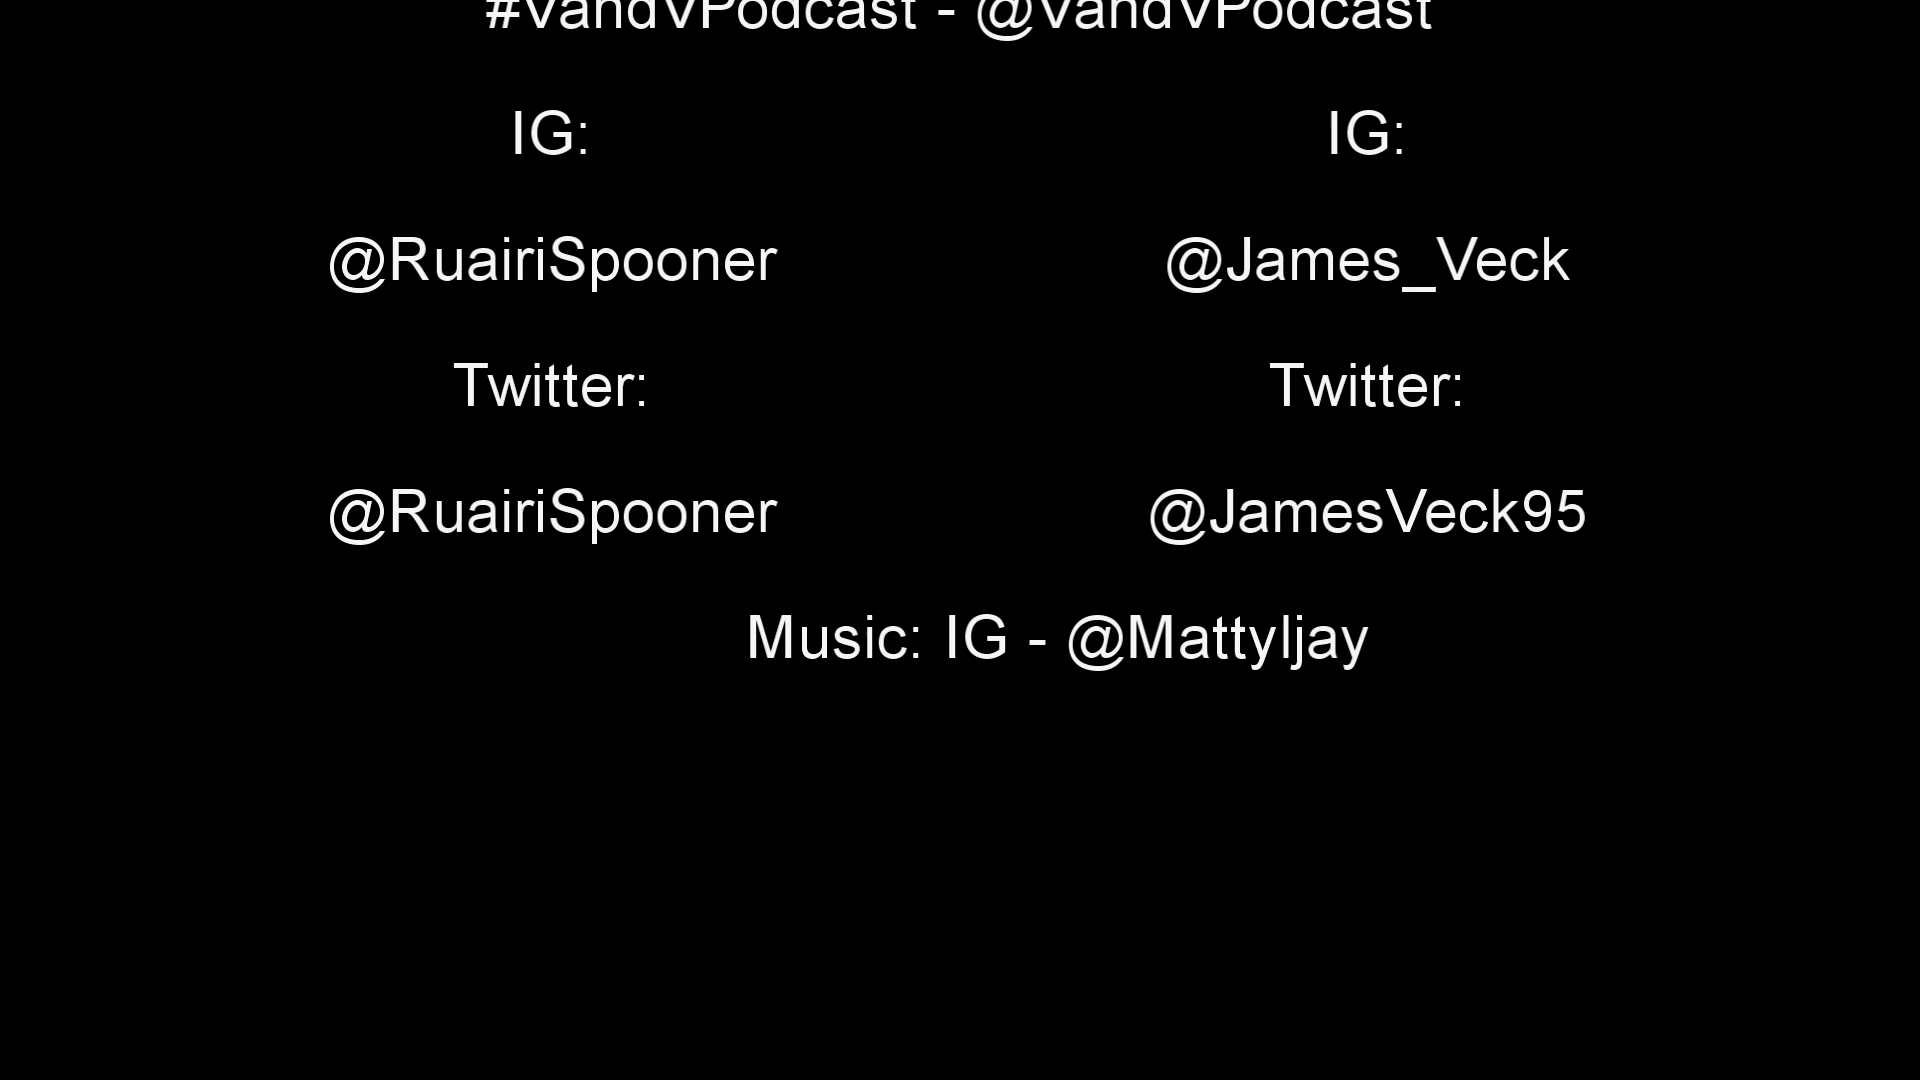 #VandVPodcast - @VandVPodcast
IG: IG:
@RuairiSpooner @James_Veck
Twitter: Twitter:
@RuairiSpooner @JamesVeck95
Music: IG - @Mattyljay